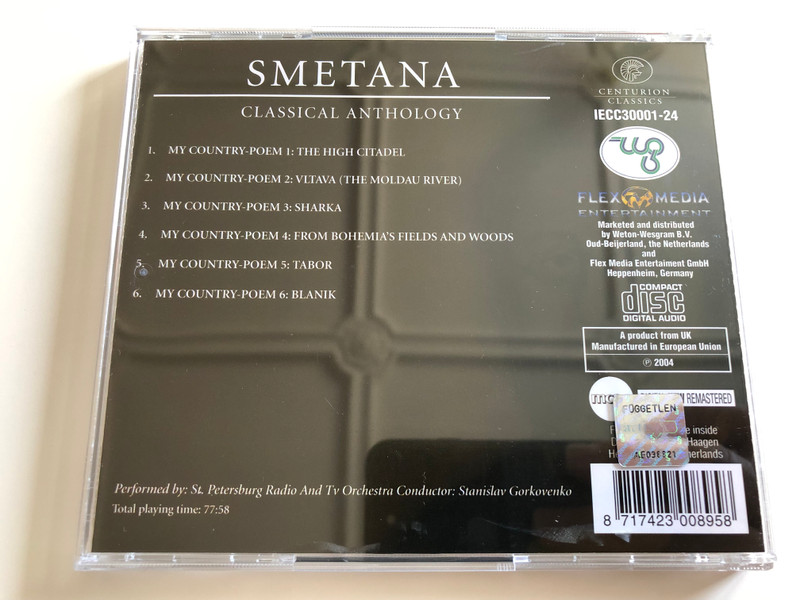 SMETANA
CLASSICAL ANTHOLOGY
1. MY COUNTRY-POEM 1: THE HIGH CITADEL
2. MY COUNTRY-POEM 2: VLTAVA (THE MOLDAU RIVER)
3. MY COUNTRY-POEM 3: SHARKA
4. MY COUNTRY-POEM 4: FROM BOHEMIA'S FIELDS AND WOODS
5. MY COUNTRY-POEM 5: TABOR
6. MY COUNTRY-POEM 6: BLANIK
Performed by: St. Petersburg Radio And Tv Orchestra Conductor: Stanislav Gorkovenko
Total playing time: 77:58
CENTURION
CLASSICS
IECC30001-24
FLEX MEDIA
ENTERTAINMENT
Marketed and distributed
by Weton-Wesgram B.V.
Oud-Beijerland, the Netherlands
and
Flex Media Entertaiment GmbH
Heppenheim, Germany
COMPACT
disc
DIGITAL AUDIO
A product from UK
Manufactured in European Union
℗ 2004
REMASTERED
FÜGGETLEN
inside
Haagen
8 717423 008958